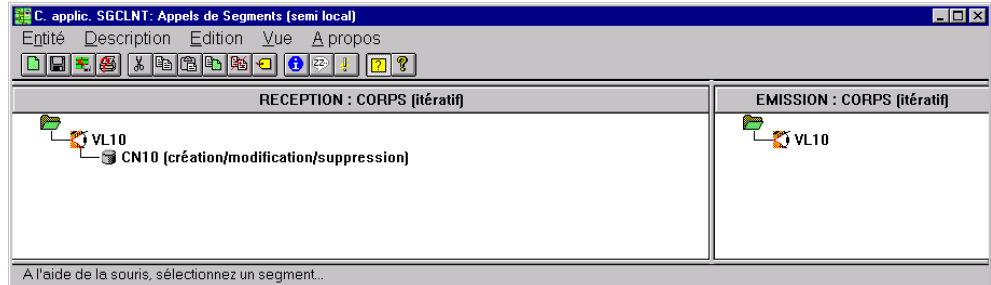 C. applic. SGCLNT: Appels de Segments (semi local)
Entité Description Edition Vue A propos
RECEPTION : CORPS (itératif)
EMISSION : CORPS (itératif)
VL10
CN10 (création/modification/suppression)
VL10
A l'aide de la souris, sélectionnez un segment...